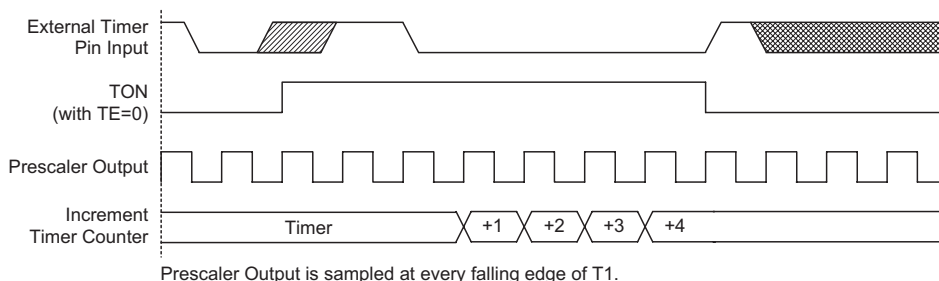 External Timer
Pin Input
TON
(with TE=0)
Prescaler Output
Increment
Timer Counter
Timer +1 +2 +3 +4
Prescaler Output is sampled at every falling edge of T1.